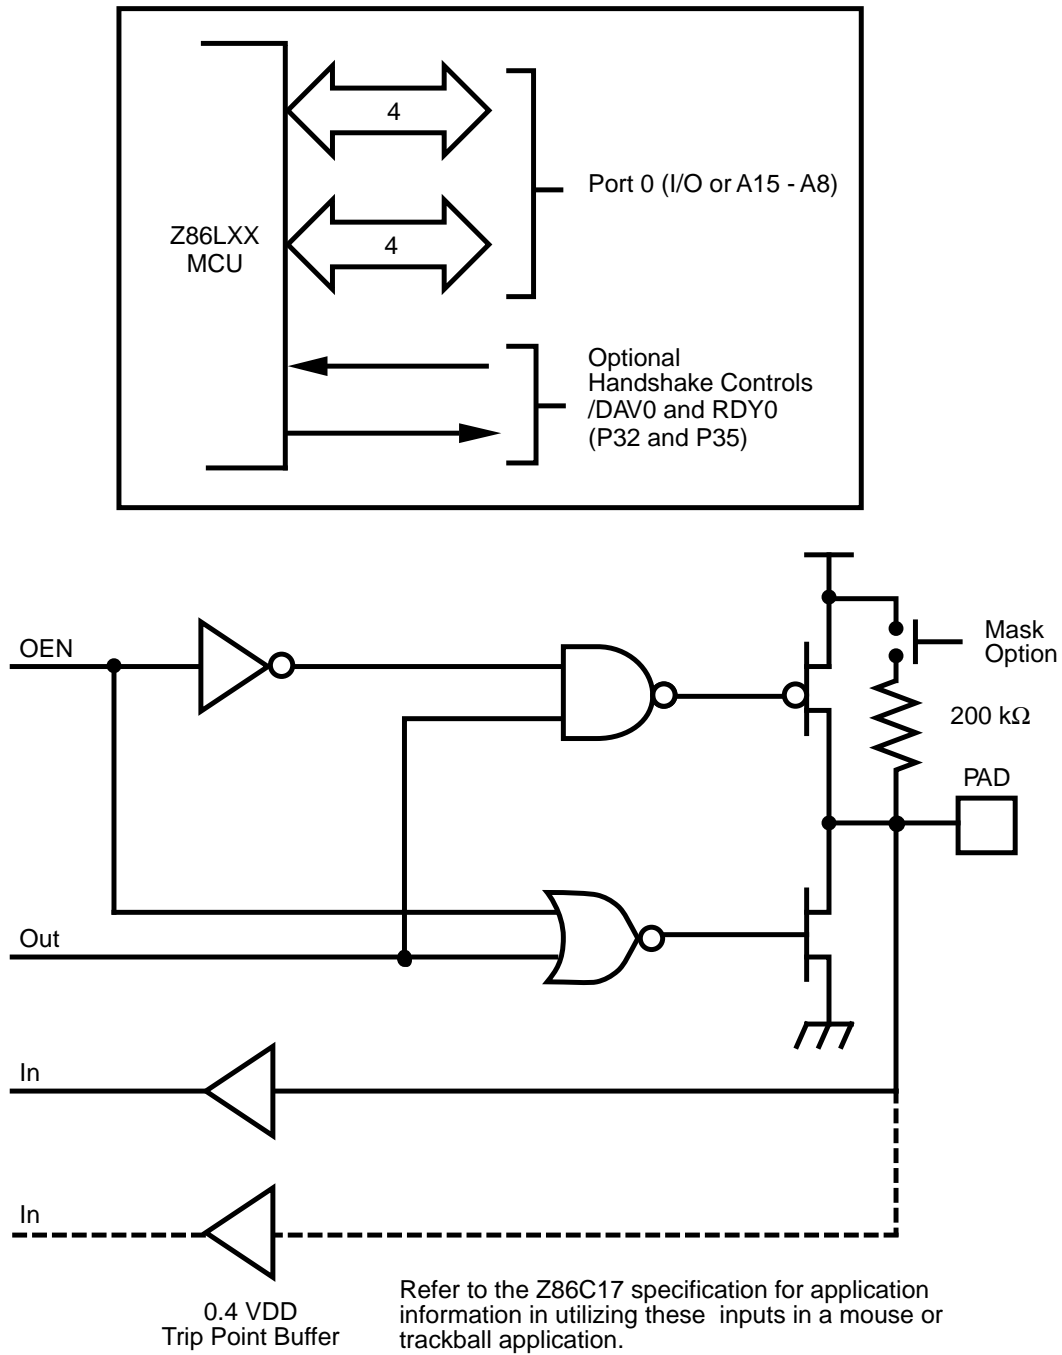 4
Port 0 (I/O or A15 - A8)
Z86LXX
MCU
4
Optional
Handshake Controls
/DAV0 and RDY0
(P32 and P35)
OEN
Mask
Option
200 kΩ
PAD
Out
In
In
0.4 VDD
Trip Point Buffer
Refer to the Z86C17 specification for application
information in utilizing these inputs in a mouse or
trackball application.